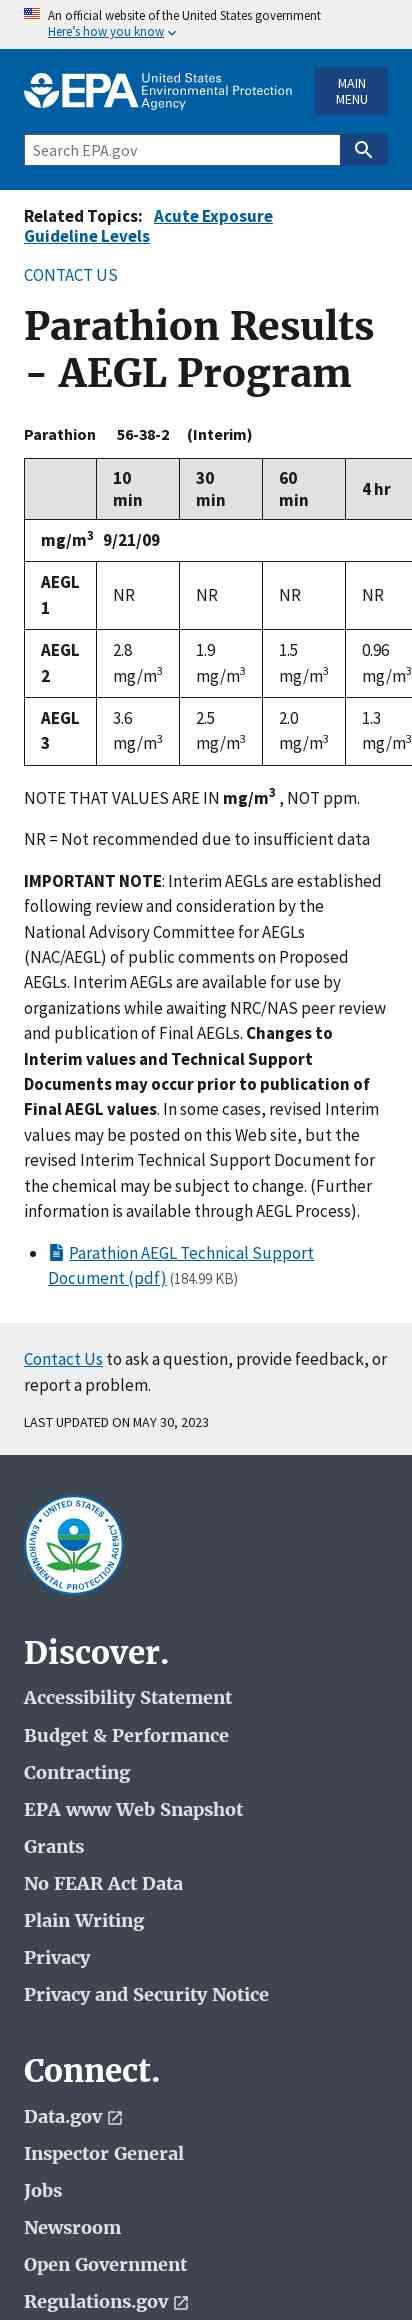 An official website of the United States government
Here's how you know
EPA United States
Environmental Protection
Agency
MAIN
MENU
Search EPA.gov
Related Topics: Acute Exposure
Guideline Levels
CONTACT US
Parathion Results
- AEGL Program
Parathion 56-38-2 (Interim)
10 min 30 min 60 min 4 hr
mg/m³ 9/21/09
AEGL 1 NR NR NR NR
AEGL 2 2.8 mg/m³ 1.9 mg/m³ 1.5 mg/m³ 0.96 mg/m³
AEGL 3 3.6 mg/m³ 2.5 mg/m³ 2.0 mg/m³ 1.3 mg/m³
NOTE THAT VALUES ARE IN mg/m³ , NOT ppm.
NR = Not recommended due to insufficient data
IMPORTANT NOTE: Interim AEGLs are established
following review and consideration by the
National Advisory Committee for AEGLs
(NAC/AEGL) of public comments on Proposed
AEGLs. Interim AEGLs are available for use by
organizations while awaiting NRC/NAS peer review
and publication of Final AEGLs. Changes to
Interim values and Technical Support
Documents may occur prior to publication of
Final AEGL values. In some cases, revised Interim
values may be posted on this Web site, but the
revised Interim Technical Support Document for
the chemical may be subject to change. (Further
information is available through AEGL Process).
Parathion AEGL Technical Support
Document (pdf) (184.99 KB)
Contact Us to ask a question, provide feedback, or
report a problem.
LAST UPDATED ON MAY 30, 2023
UNITED STATES
ENVIRONMENTAL PROTECTION AGENCY
Discover.
Accessibility Statement
Budget & Performance
Contracting
EPA www Web Snapshot
Grants
No FEAR Act Data
Plain Writing
Privacy
Privacy and Security Notice
Connect.
Data.gov
Inspector General
Jobs
Newsroom
Open Government
Regulations.gov